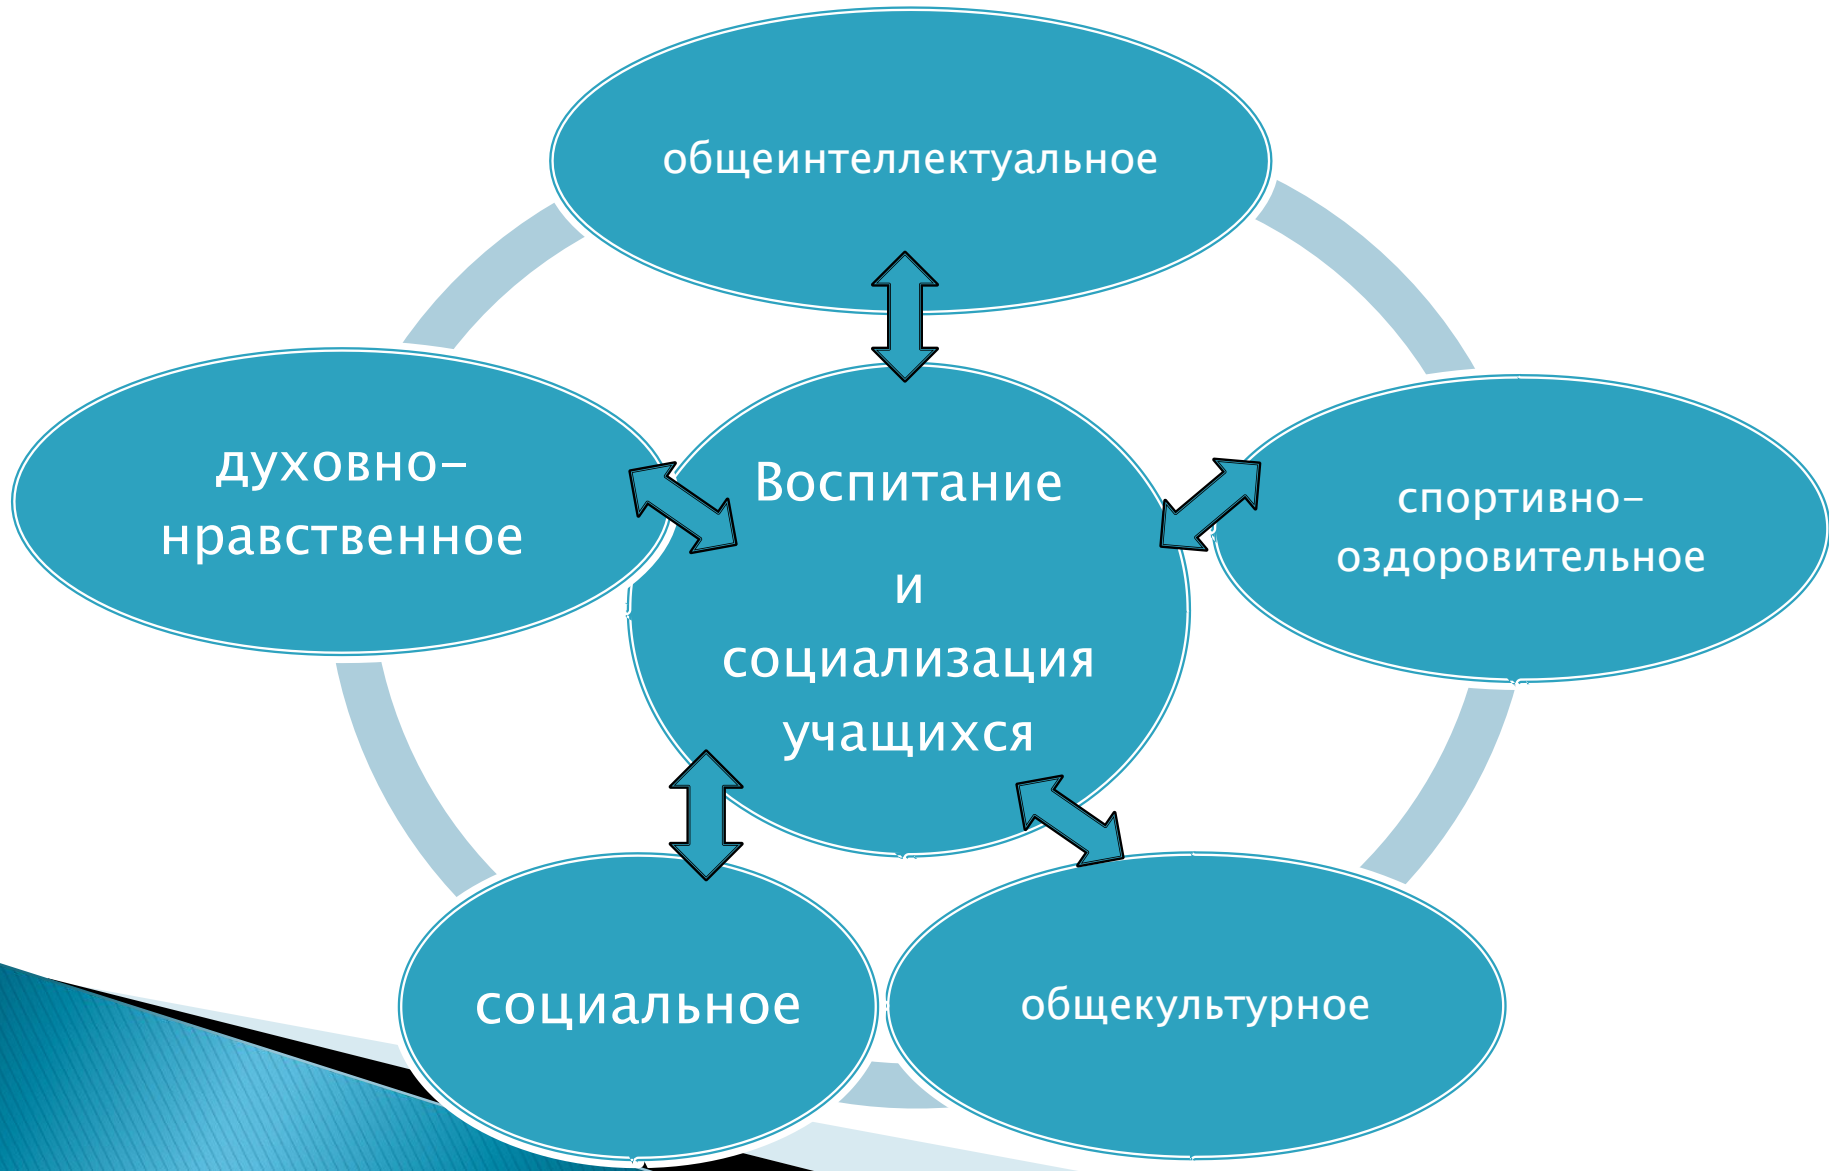 общеинтеллектуальное
духовно-
нравственное
Воспитание
и
социализация
учащихся
спортивно-
оздоровительное
социальное
общекультурное